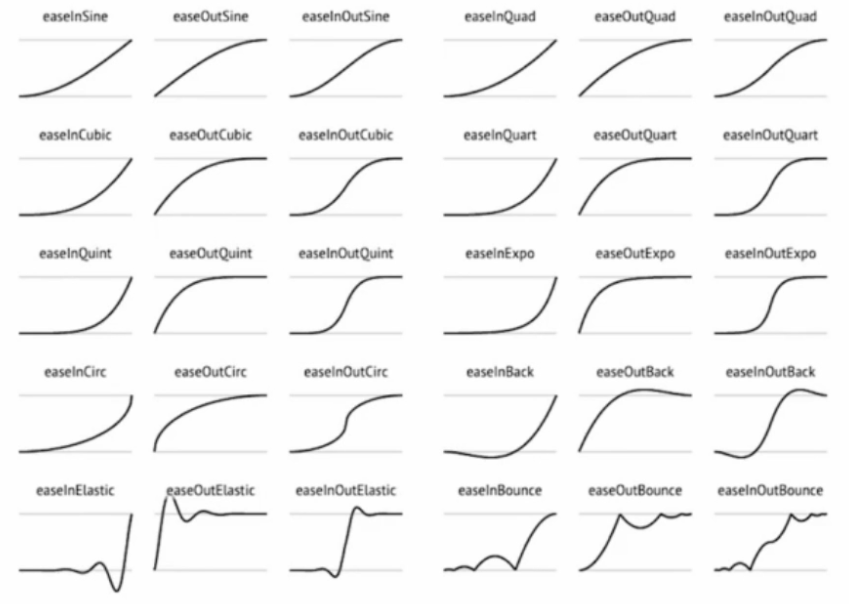 easeInSine easeOutSine easeInOutSine easeInQuad easeOutQuad easeInOutQuad
easeInCubic easeOutCubic easeInOutCubic easeInQuart easeOutQuart easeInOutQuart
easeInQuint easeOutQuint easeInOutQuint easeInExpo easeOutExpo easeInOutExpo
easeInCirc easeOutCirc easeInOutCirc easeInBack easeOutBack easeInOutBack
easeInElastic easeOutElastic easeInOutElastic easeInBounce easeOutBounce easeInOutBounce